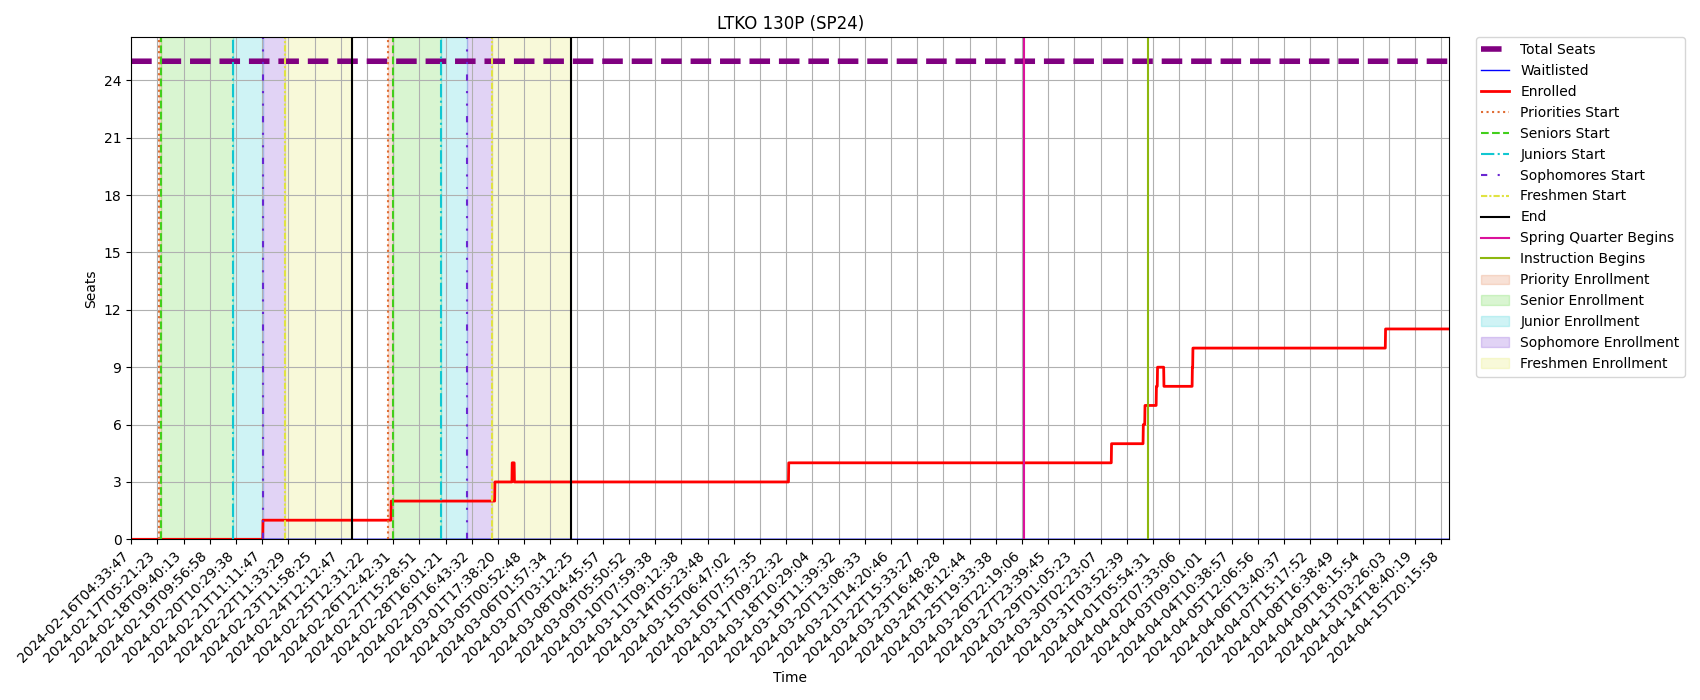 LTKO 130P (SP24)
Seats
24
21
18
15
12
9
6
3
0
2024-02-16T04:33:47
2024-02-17T05:21:23
2024-02-18T09:40:13
2024-02-19T09:56:58
2024-02-20T10:29:38
2024-02-21T11:11:47
2024-02-22T11:33:29
2024-02-23T11:58:25
2024-02-24T12:12:47
2024-02-25T12:31:22
2024-02-26T12:42:31
2024-02-27T15:28:51
2024-02-28T16:01:21
2024-02-29T16:43:32
2024-03-01T17:38:20
2024-03-05T00:52:48
2024-03-06T01:57:34
2024-03-07T03:12:25
2024-03-08T04:45:57
2024-03-09T05:50:52
2024-03-10T07:59:38
2024-03-11T09:12:38
2024-03-14T05:23:48
2024-03-15T06:47:02
2024-03-16T07:57:35
2024-03-17T09:22:32
2024-03-18T10:29:04
2024-03-19T11:39:32
2024-03-20T13:08:33
2024-03-21T14:20:46
2024-03-22T15:33:27
2024-03-23T16:48:28
2024-03-24T18:12:44
2024-03-25T19:33:38
2024-03-26T22:19:06
2024-03-27T23:39:45
2024-03-29T01:05:23
2024-03-30T02:23:07
2024-03-31T03:52:39
2024-04-01T05:54:31
2024-04-02T07:33:06
2024-04-03T09:01:01
2024-04-04T10:38:57
2024-04-05T12:06:56
2024-04-06T13:40:37
2024-04-07T15:17:52
2024-04-08T16:38:49
2024-04-09T18:15:54
2024-04-13T03:26:03
2024-04-14T18:40:19
2024-04-15T20:15:58
Time
Total Seats
Waitlisted
Enrolled
Priorities Start
Seniors Start
Juniors Start
Sophomores Start
Freshmen Start
End
Spring Quarter Begins
Instruction Begins
Priority Enrollment
Senior Enrollment
Junior Enrollment
Sophomore Enrollment
Freshmen Enrollment